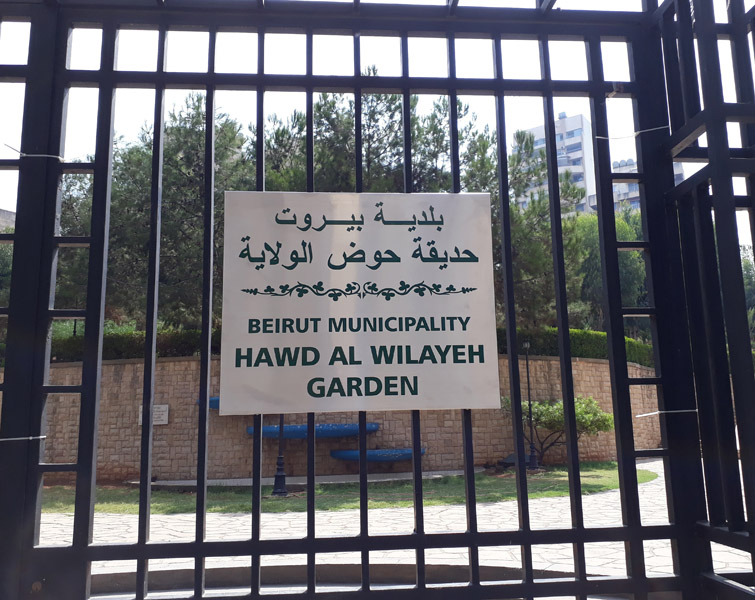 بلدية بيروت
حديقة حوض الولاية
BEIRUT MUNICIPALITY
HAWD AL WILAYEH
GARDEN